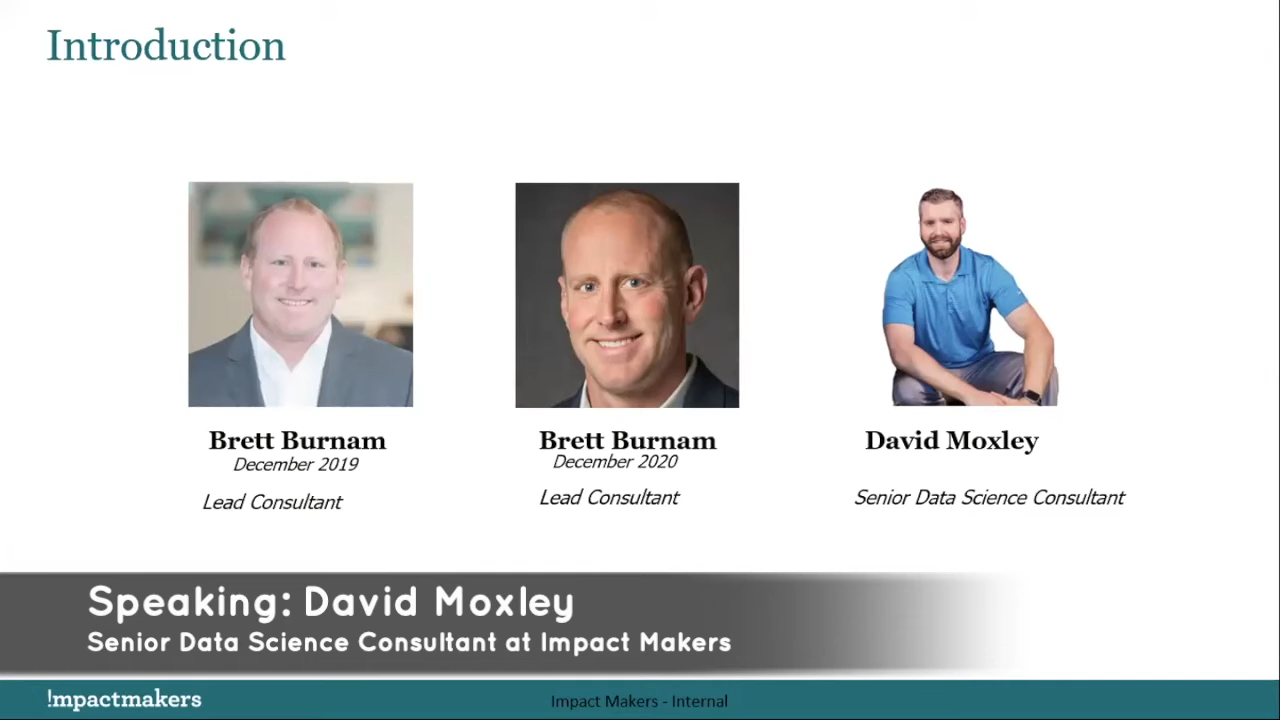 Introduction
Brett Burnam
December 2019
Lead Consultant
Brett Burnam
December 2020
Lead Consultant
David Moxley
Senior Data Science Consultant
Speaking: David Moxley
Senior Data Science Consultant at Impact Makers
!mpactmakers
Impact Makers - Internal